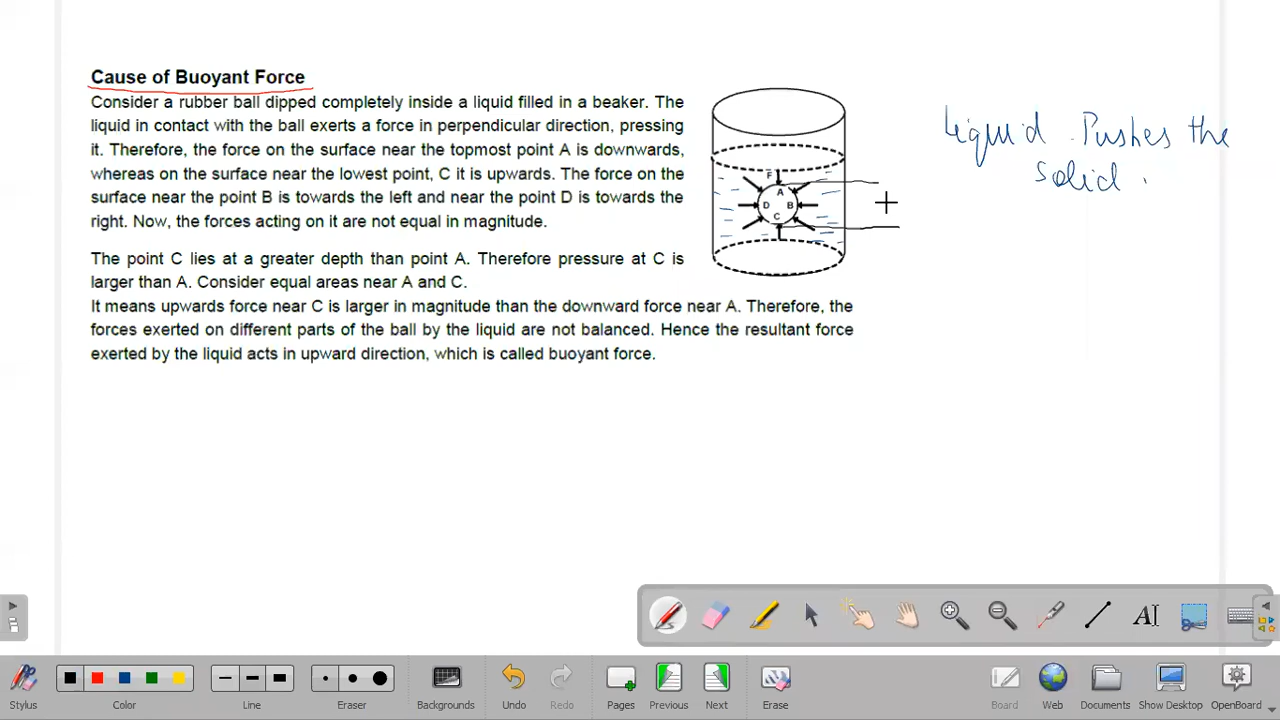 Cause of Buoyant Force
Consider a rubber ball dipped completely inside a liquid filled in a beaker. The
liquid in contact with the ball exerts a force in perpendicular direction, pressing
it. Therefore, the force on the surface near the topmost point A is downwards,
whereas on the surface near the lowest point, C it is upwards. The force on the
surface near the point B is towards the left and near the point D is towards the
right. Now, the forces acting on it are not equal in magnitude.
The point C lies at a greater depth than point A. Therefore pressure at C is
larger than A. Consider equal areas near A and C.
It means upwards force near C is larger in magnitude than the downward force near A. Therefore, the
forces exerted on different parts of the ball by the liquid are not balanced. Hence the resultant force
exerted by the liquid acts in upward direction, which is called buoyant force.
F
A
D B
C
Liquid Pushes the
Solid
AI
Stylus Color Line Eraser Backgrounds Undo Redo Pages Previous Next Erase Board Web Documents Show Desktop OpenBoard